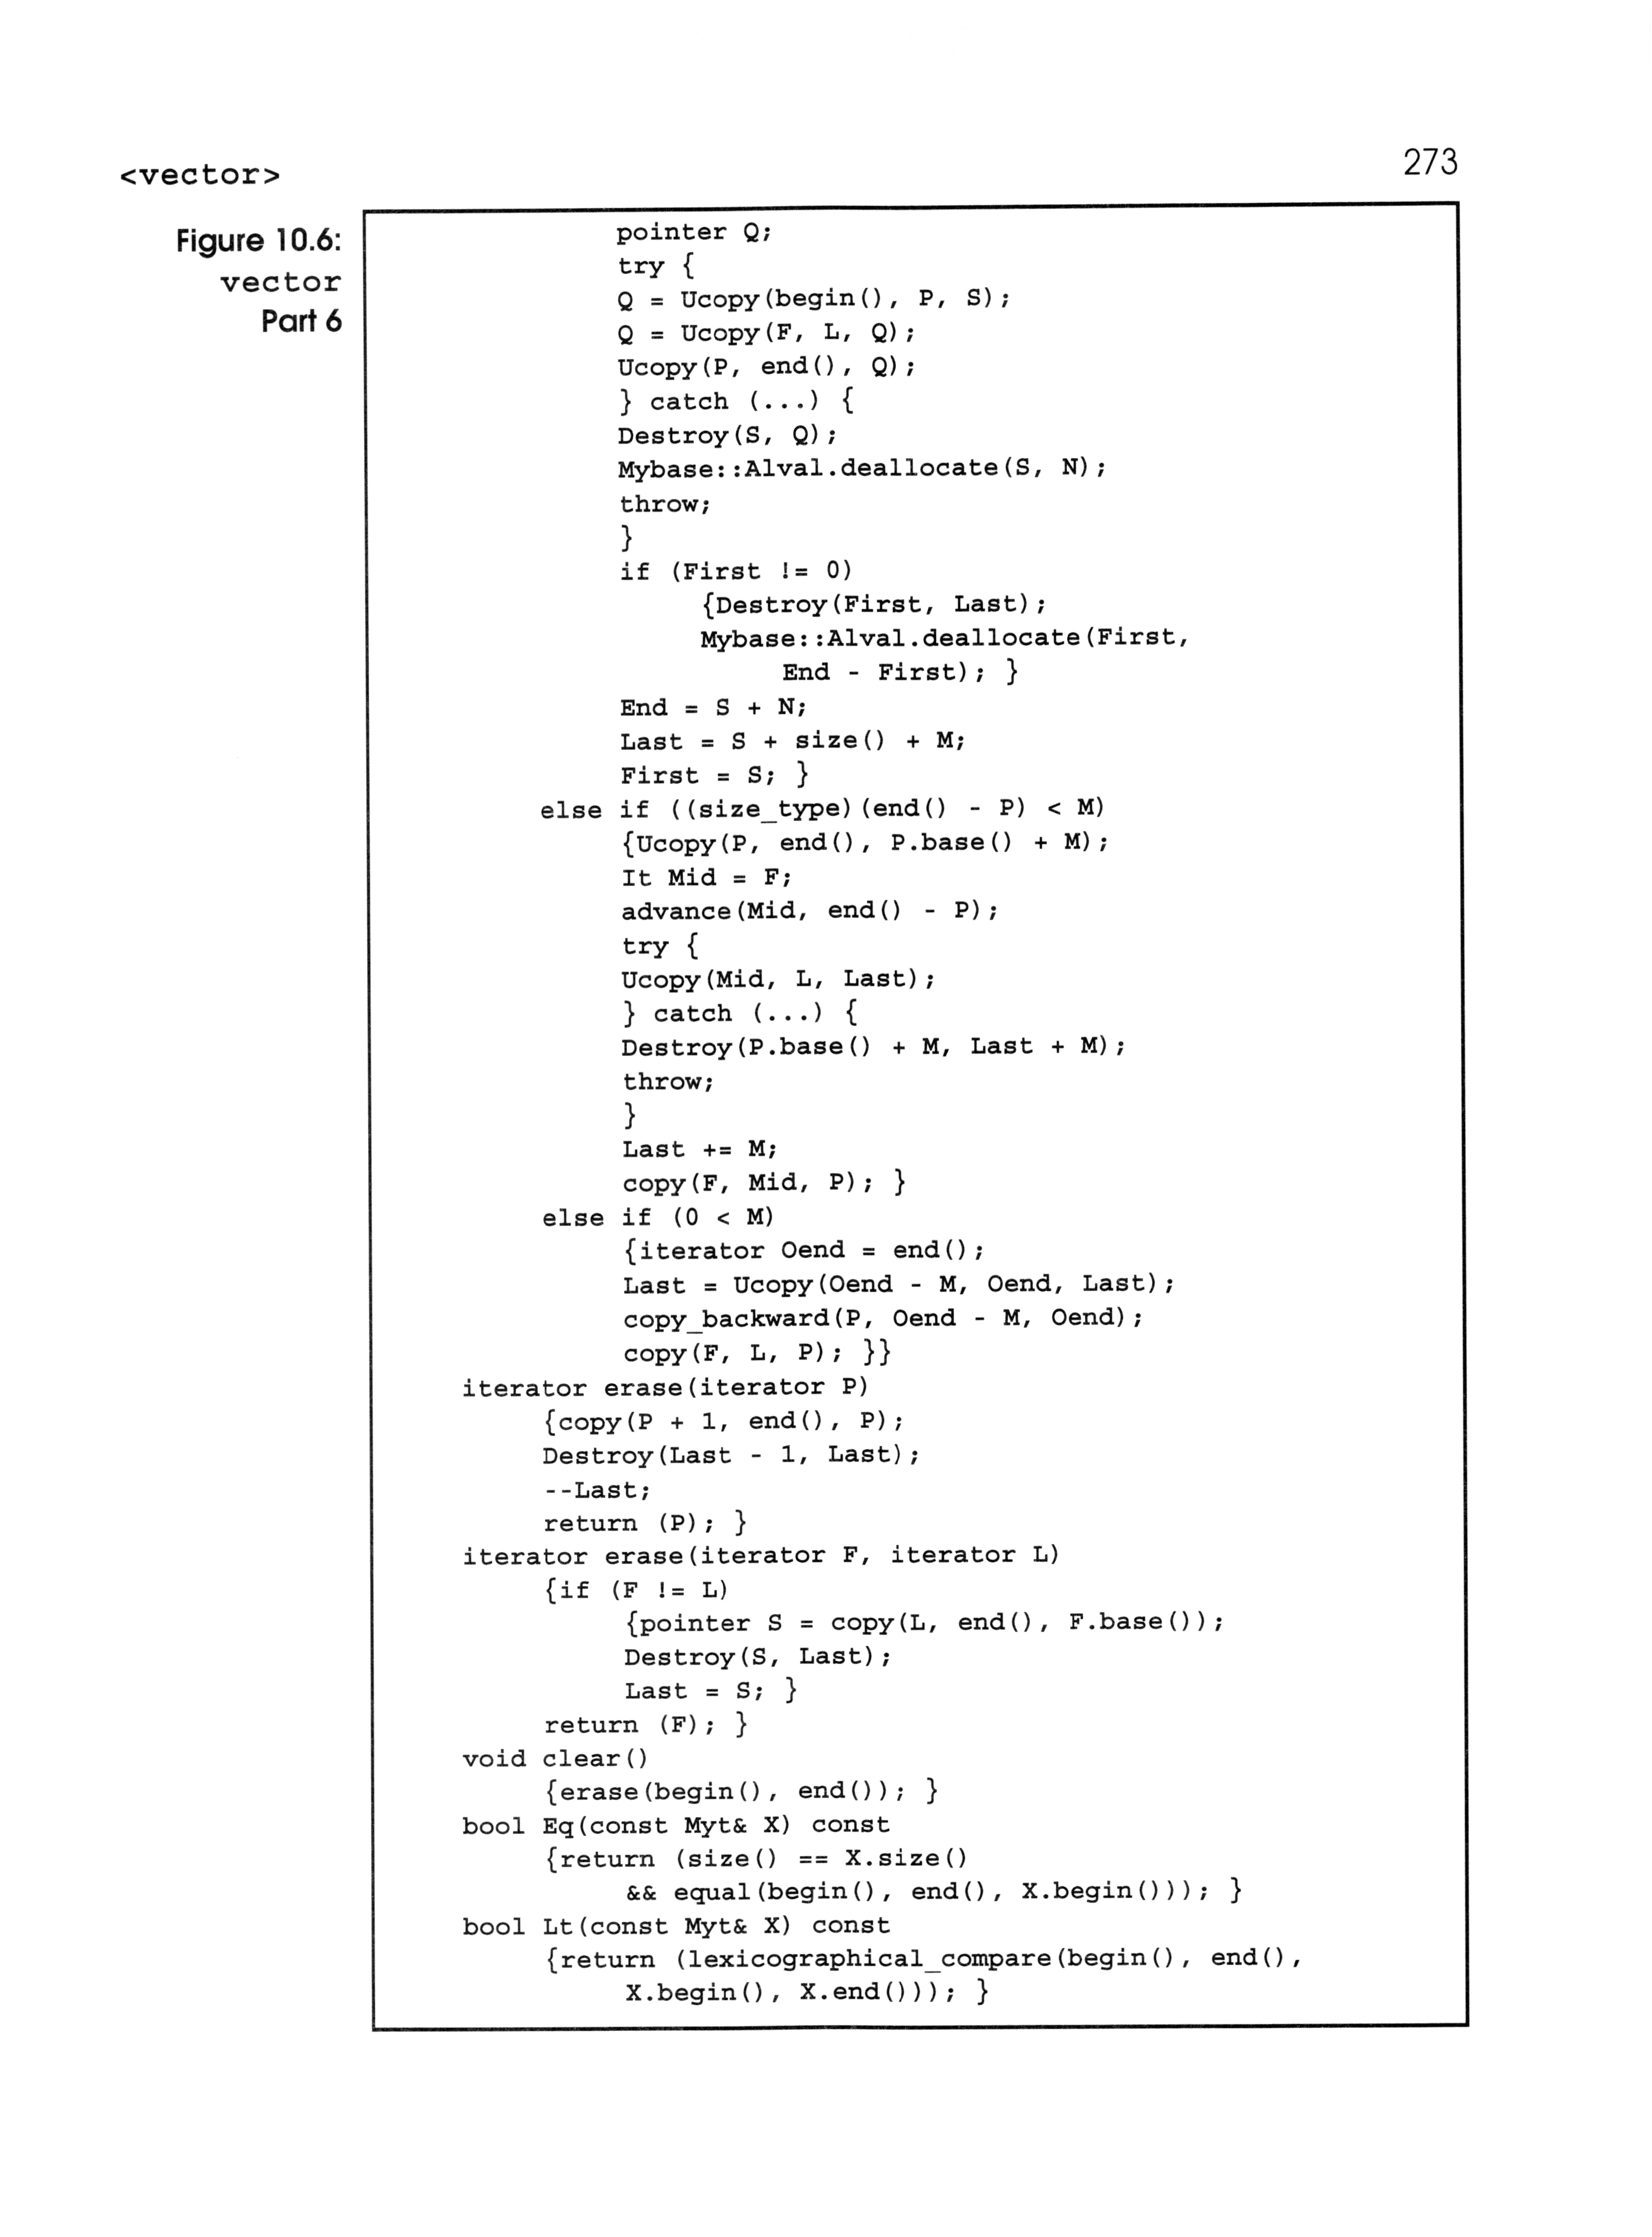 <vector>
273
Figure 10.6:
vector
Part 6
pointer Q;
try {
Q = Ucopy(begin(), P, S);
Q = Ucopy(F, L, Q);
Ucopy(P, end(), Q);
} catch (...) {
Destroy(S, Q);
Mybase::Alval.deallocate(S, N);
throw;
}
if (First != 0)
{Destroy(First, Last);
Mybase::Alval.deallocate(First,
End - First); }
End = S + N;
Last = S + size() + M;
First = S; }
else if ((size_type)(end() - P) < M)
{Ucopy(P, end(), P.base() + M);
It Mid = F;
advance(Mid, end() - P);
try {
Ucopy(Mid, L, Last);
} catch (...) {
Destroy(P.base() + M, Last + M);
throw;
}
Last += M;
copy(F, Mid, P); }
else if (0 < M)
{iterator Oend = end();
Last = Ucopy(Oend - M, Oend, Last);
copy_backward(P, Oend - M, Oend);
copy(F, L, P); }}
iterator erase(iterator P)
{copy(P + 1, end(), P);
Destroy(Last - 1, Last);
--Last;
return (P); }
iterator erase(iterator F, iterator L)
{if (F != L)
{pointer S = copy(L, end(), F.base());
Destroy(S, Last);
Last = S; }
return (F); }
void clear()
{erase(begin(), end()); }
bool Eq(const Myt& X) const
{return (size() == X.size()
&& equal(begin(), end(), X.begin())); }
bool Lt(const Myt& X) const
{return (lexicographical_compare(begin(), end(),
X.begin(), X.end())); }